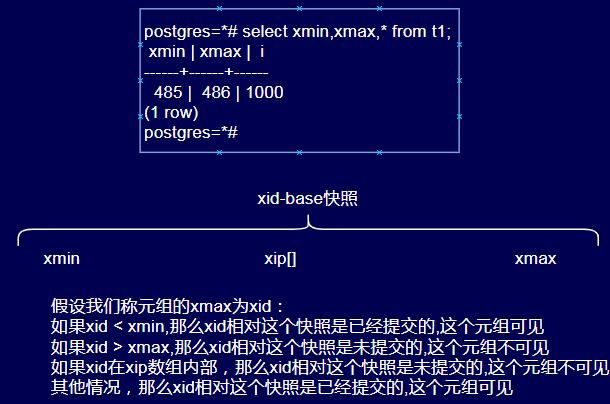 postgres=*# select xmin,xmax,* from t1;
xmin | xmax | i
------+------+------
485 | 486 | 1000
(1 row)
postgres=*#
xid-base快照
xmin xip[] xmax
假设我们称元组的xmax为xid：
如果xid < xmin,那么xid相对这个快照是已经提交的,这个元组可见
如果xid > xmax,那么xid相对这个快照是未提交的,这个元组不可见
如果xid在xip数组内部，那么xid相对这个快照是未提交的,这个元组不可见
其他情况，那么xid相对这个快照是已经提交的,这个元组可见